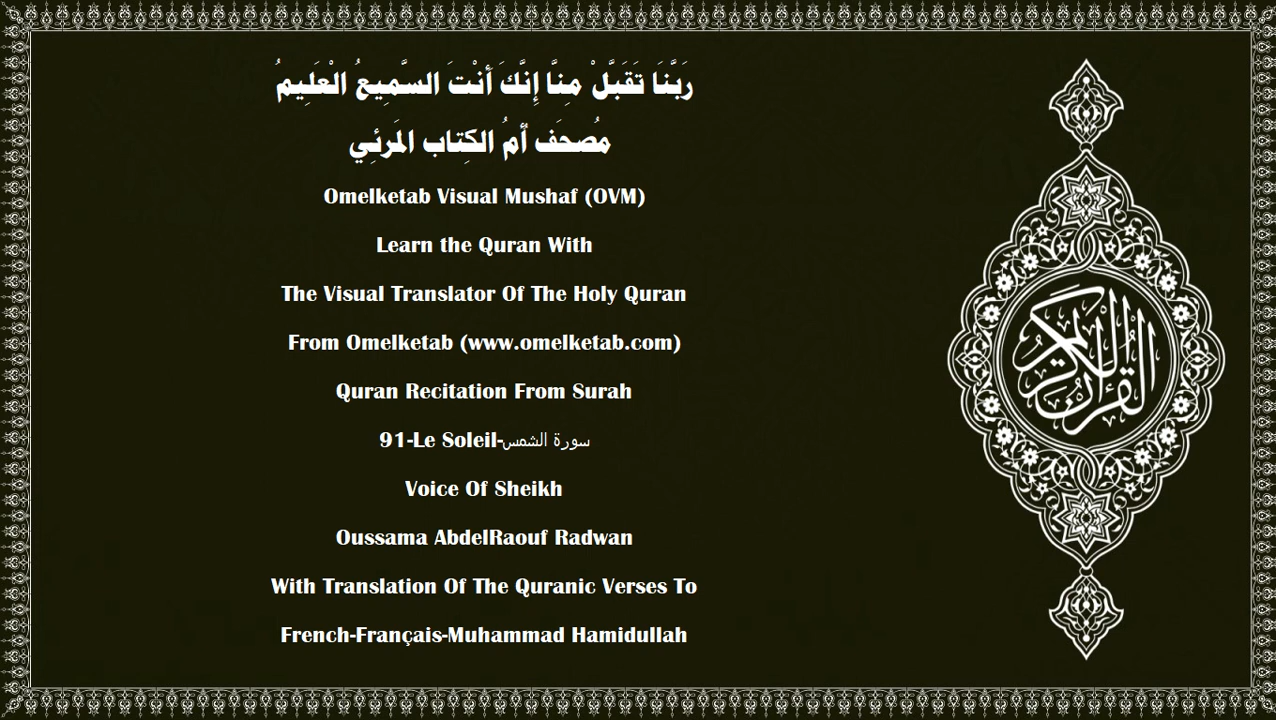 رَبَّنَا تَقَبَّلْ مِنَّا إِنَّكَ أَنْتَ السَّمِيعُ الْعَلِيمُ
مُصحَف أمُ الكِتاب المَرئِي
Omelketab Visual Mushaf (OVM)
Learn the Quran With
The Visual Translator Of The Holy Quran
From Omelketab (www.omelketab.com)
Quran Recitation From Surah
91-Le Soleil-سورة الشمس
Voice Of Sheikh
Oussama AbdelRaouf Radwan
With Translation Of The Quranic Verses To
French-Français-Muhammad Hamidullah
القرآن الكريم